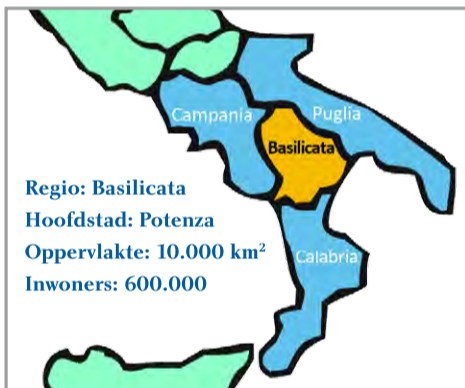 Campania
Puglia
Basilicata
Regio: Basilicata
Hoofdstad: Potenza
Oppervlakte: 10.000 km²
Inwoners: 600.000
Calabria